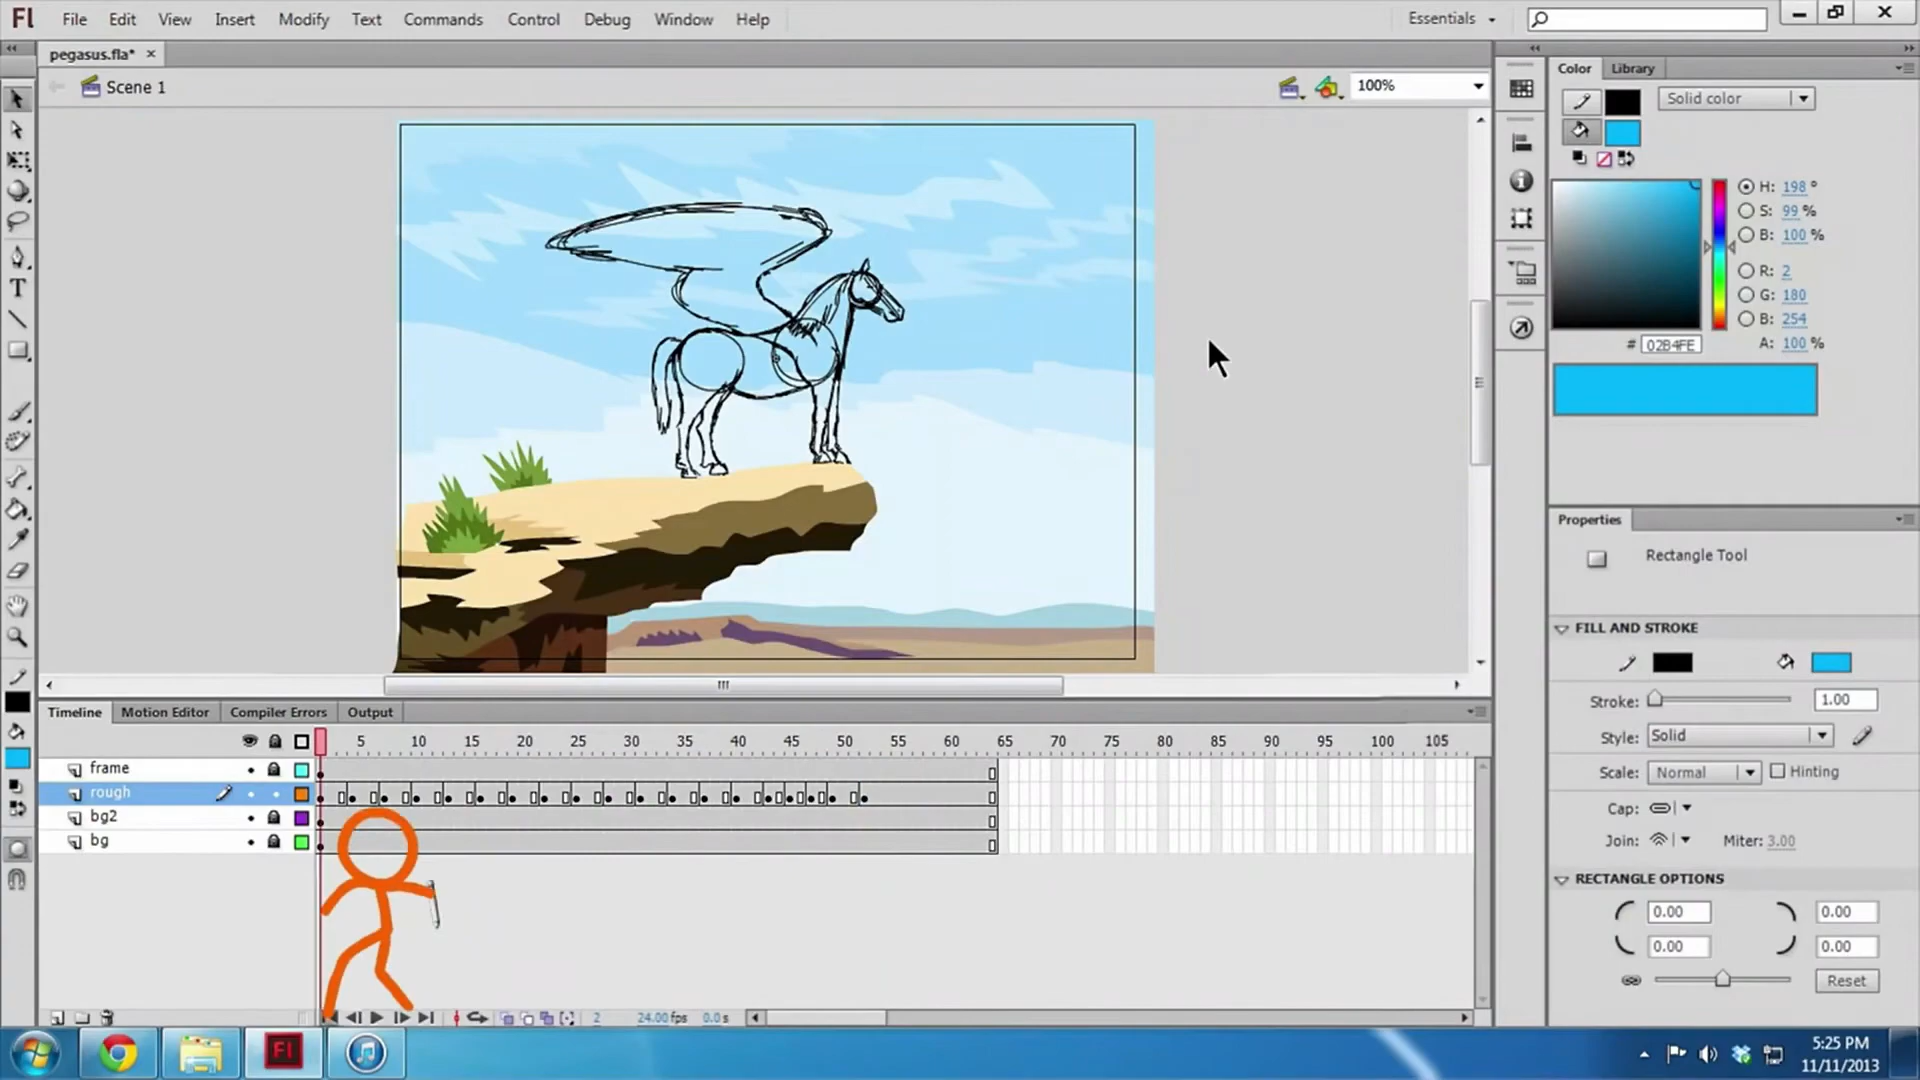 Fl File Edit View Insert Modify Text Commands Control Debug Window Help Essentials
pegasus.fla*
Scene 1 100%
Color Library
Solid color
H: 198 °
S: 99 %
B: 100 %
R: 2
G: 180
B: 254
# 02B4FE A: 100 %
Properties
Rectangle Tool
FILL AND STROKE
Stroke: 1.00
Style: Solid
Scale: Normal Hinting
Cap:
Join: Miter: 3.00
RECTANGLE OPTIONS
0.00 0.00
0.00 0.00
Reset
Timeline Motion Editor Compiler Errors Output
5 10 15 20 25 30 35 40 45 50 55 60 65 70 75 80 85 90 95 100 105
frame
rough
bg2
bg
2 24.00fps 0.0s
Fl
5:25 PM
11/11/2013